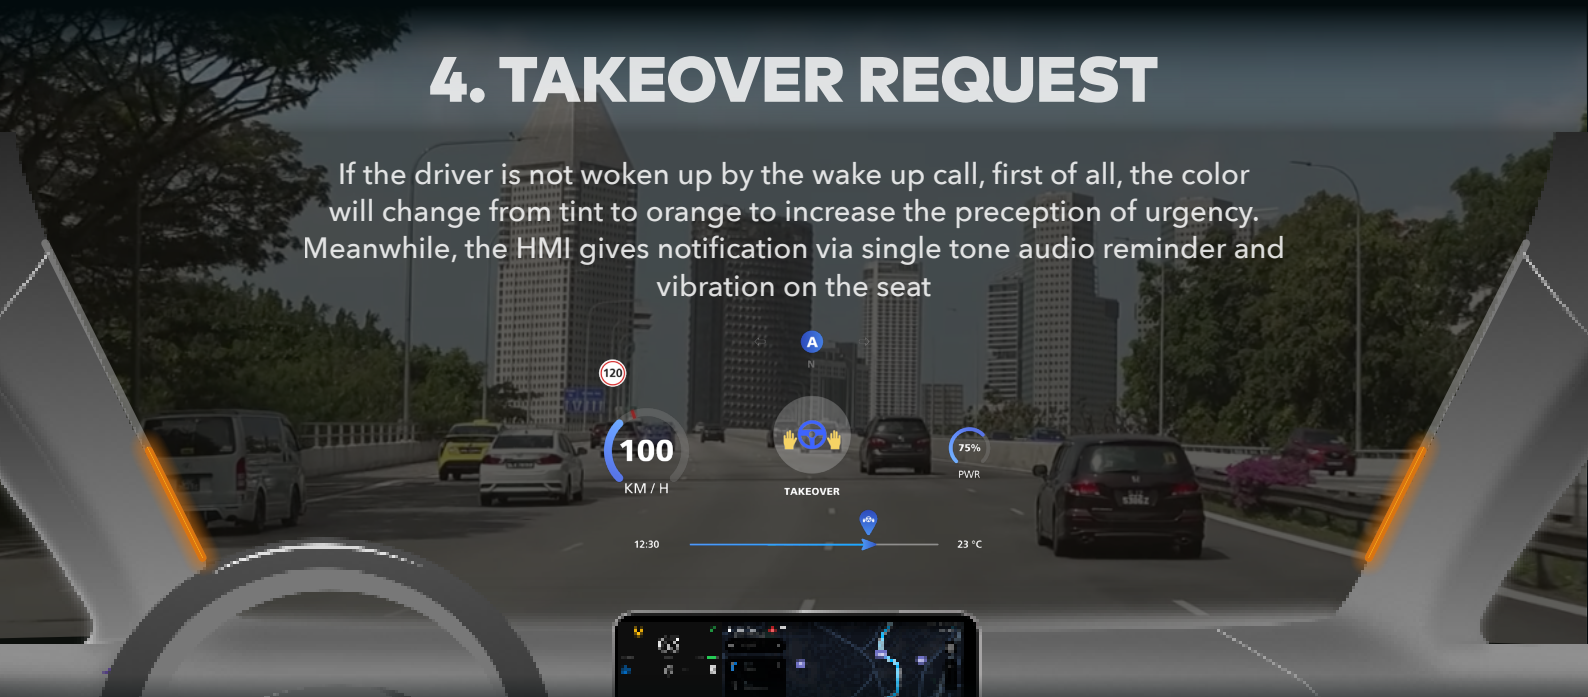 4. TAKEOVER REQUEST
If the driver is not woken up by the wake up call, first of all, the color
will change from tint to orange to increase the preception of urgency.
Meanwhile, the HMI gives notification via single tone audio reminder and
vibration on the seat
A
N
120
100
KM / H
75%
PWR
TAKEOVER
12:30
23 °C